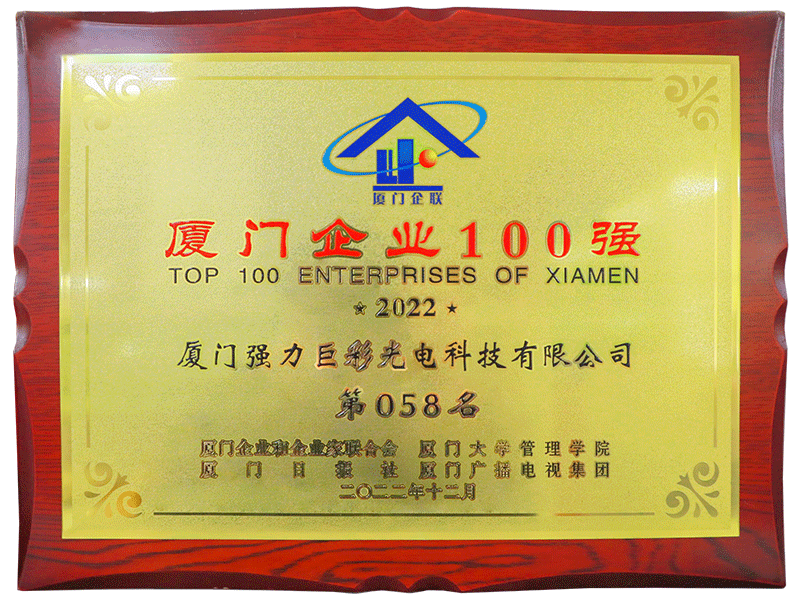 厦门企联
厦门企业100强
TOP 100 ENTERPRISES OF XIAMEN
★ 2022 ★
厦门强力巨彩光电科技有限公司
第058名
厦门企业和企业家联合会 厦门大学管理学院
厦门日报社 厦门广播电视集团
二〇二二年十二月